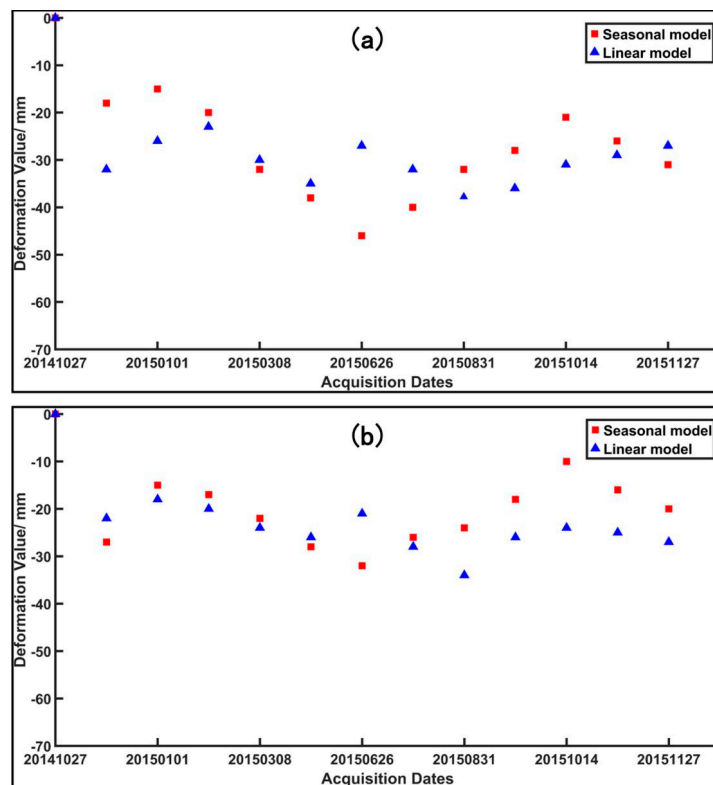 (a)
Seasonal model
Linear model
0
-10
-20
-30
-40
-50
-60
-70
Deformation Value/ mm
20141027 20150101 20150308 20150626 20150831 20151014 20151127
Acquisition Dates
(b)
Seasonal model
Linear model
0
-10
-20
-30
-40
-50
-60
-70
Deformation Value/ mm
20141027 20150101 20150308 20150626 20150831 20151014 20151127
Acquisition Dates